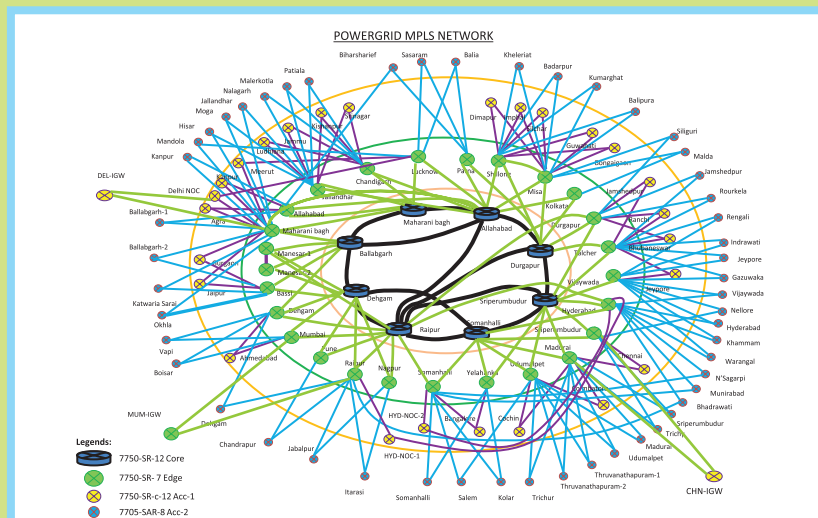 POWERGRID MPLS NETWORK
Biharsharief
Sasaram
Balia
Kheleriat
Badarpur
Kumarghat
Balipura
Siliguri
Malda
Jamshedpur
Rourkela
Rengali
Indrawati
Jeypore
Gazuwaka
Vijaywada
Nellore
Hyderabad
Khammam
Warangal
N'Sagarpi
Munirabad
Bhadrawati
Sriperumbudur
Trichy
Madurai
Udumalpet
Thruvanathapuram-1
Thruvanathapuram-2
Trichur
Kolar
Salem
Somanhalli
Itarasi
Jabalpur
Chandrapur
Dehgam
MUM-IGW
Boisar
Vapi
Okhla
Katwaria Sarai
Ballabgarh-2
Ballabgarh-1
DEL-IGW
Kanpur
Mandola
Hisar
Moga
Jallandhar
Nalagarh
Malerkotla
Patiala
Srinagar
Kishenpur
Jammu
Ludhiana
Meerut
Delhi NOC
Agra
Jaipur
Ahmedabad
Dimapur
Imphal
Silchar
Guwahati
Bongaigaon
Jamshedpur
Ranchi
Bhubaneswar
Jeypore
Chennai
Cochin
Bangalore
HYD-NOC-2
HYD-NOC-1
Chandigarh
Lucknow
Patna
Shillong
Misa
Kolkata
Durgapur
Talcher
Vijaywada
Hyderabad
Sriperumbudur
Madurai
Udumalpet
Yelahanka
Somanhalli
Nagpur
Raipur
Pune
Mumbai
Dehgam
Bassi
Manesar-2
Manesar-1
Maharani bagh
Allahabad
Jallandhar
Maharani bagh
Allahabad
Ballabgarh
Durgapur
Dehgam
Sriperumbudur
Raipur
Somanhalli
CHN-IGW
Legends:
7750-SR-12 Core
7750-SR- 7 Edge
7750-SR-c-12 Acc-1
7705-SAR-8 Acc-2